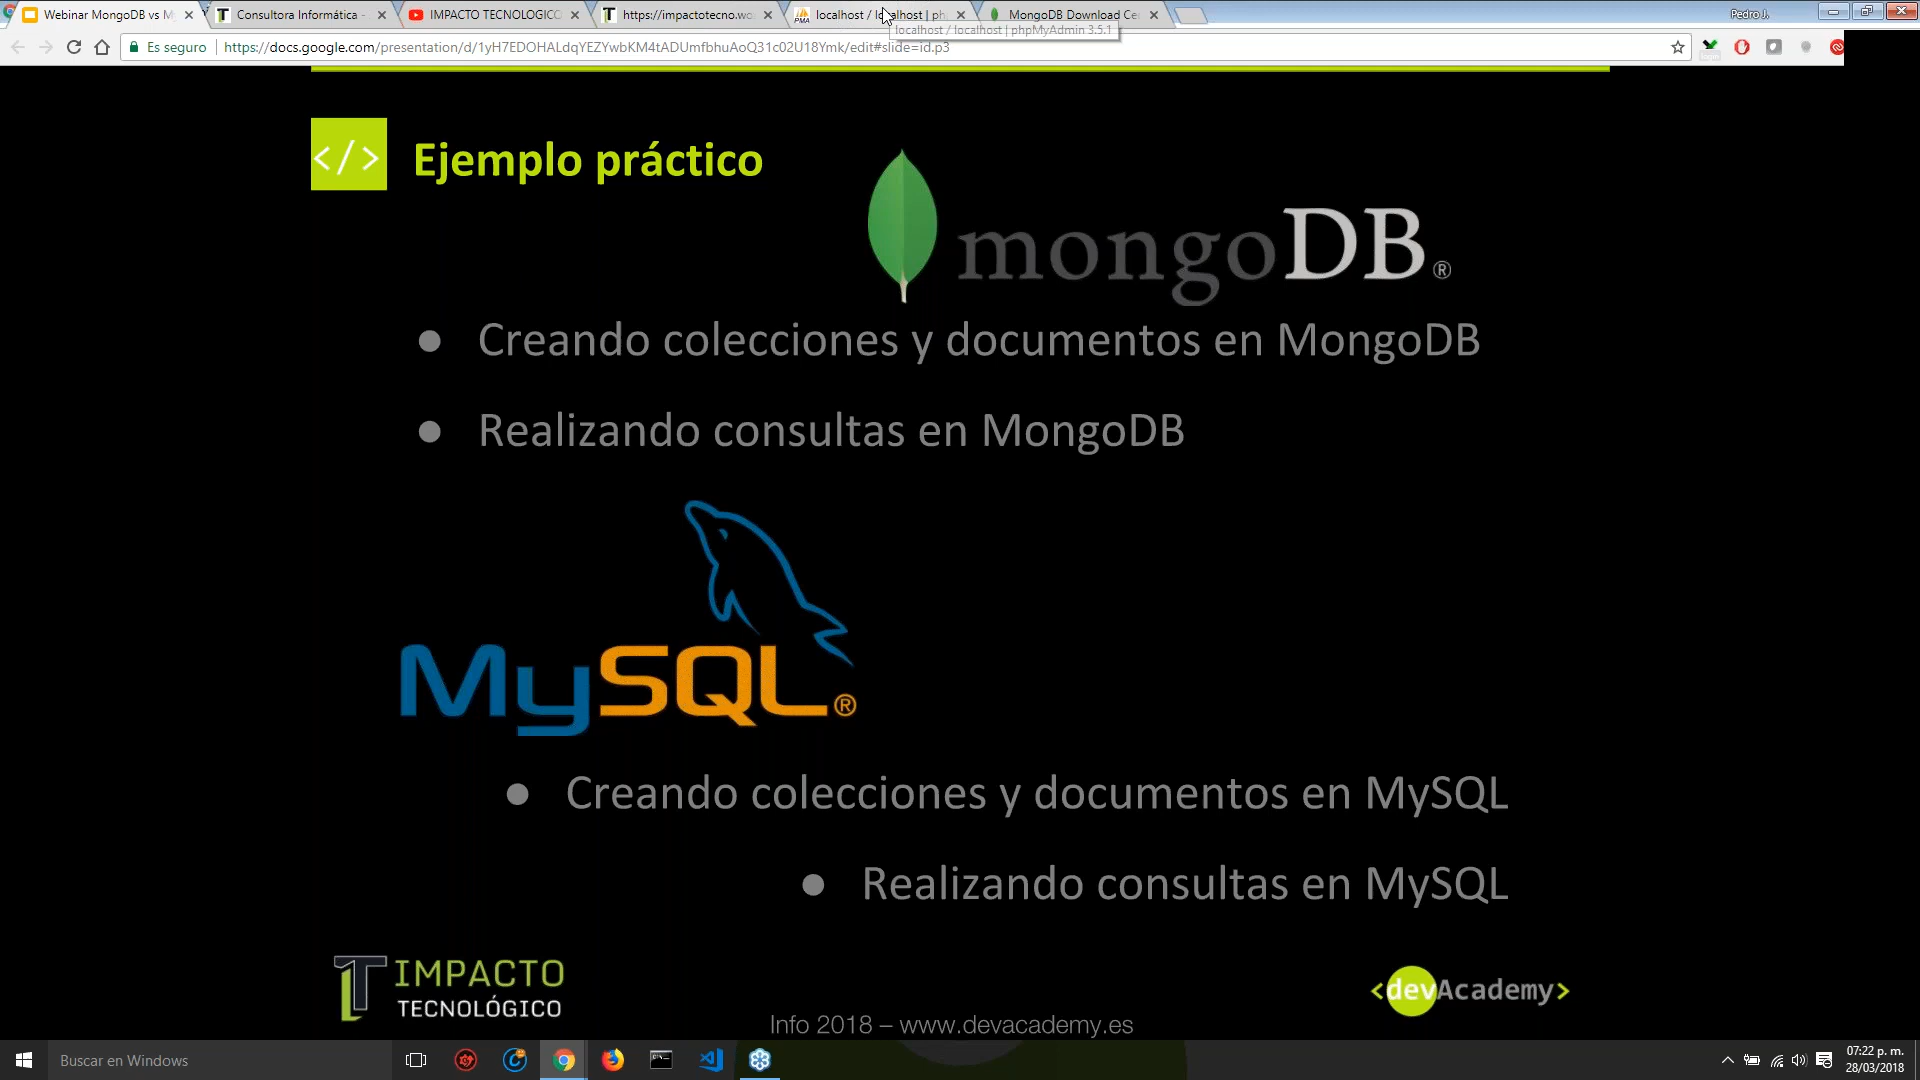 Webinar MongoDB vs M
Consultora Informática -
IMPACTO TECNOLOGICO
https://impactotecno.wo
localhost / localhost | ph
MongoDB Download Ce
Pedro J.
Es seguro
https://docs.google.com/presentation/d/1yH7EDOHALdqYEZYwbKM4tADUmfbhuAoQ31c02U18Ymk/edit#slide=id.p3
localhost / localhost | phpMyAdmin 3.5.1
</> Ejemplo práctico
mongoDB®
● Creando colecciones y documentos en MongoDB
● Realizando consultas en MongoDB
MySQL®
● Creando colecciones y documentos en MySQL
● Realizando consultas en MySQL
IMPACTO
TECNOLÓGICO
<devAcademy>
Info 2018 – www.devacademy.es
Buscar en Windows
07:22 p. m.
28/03/2018